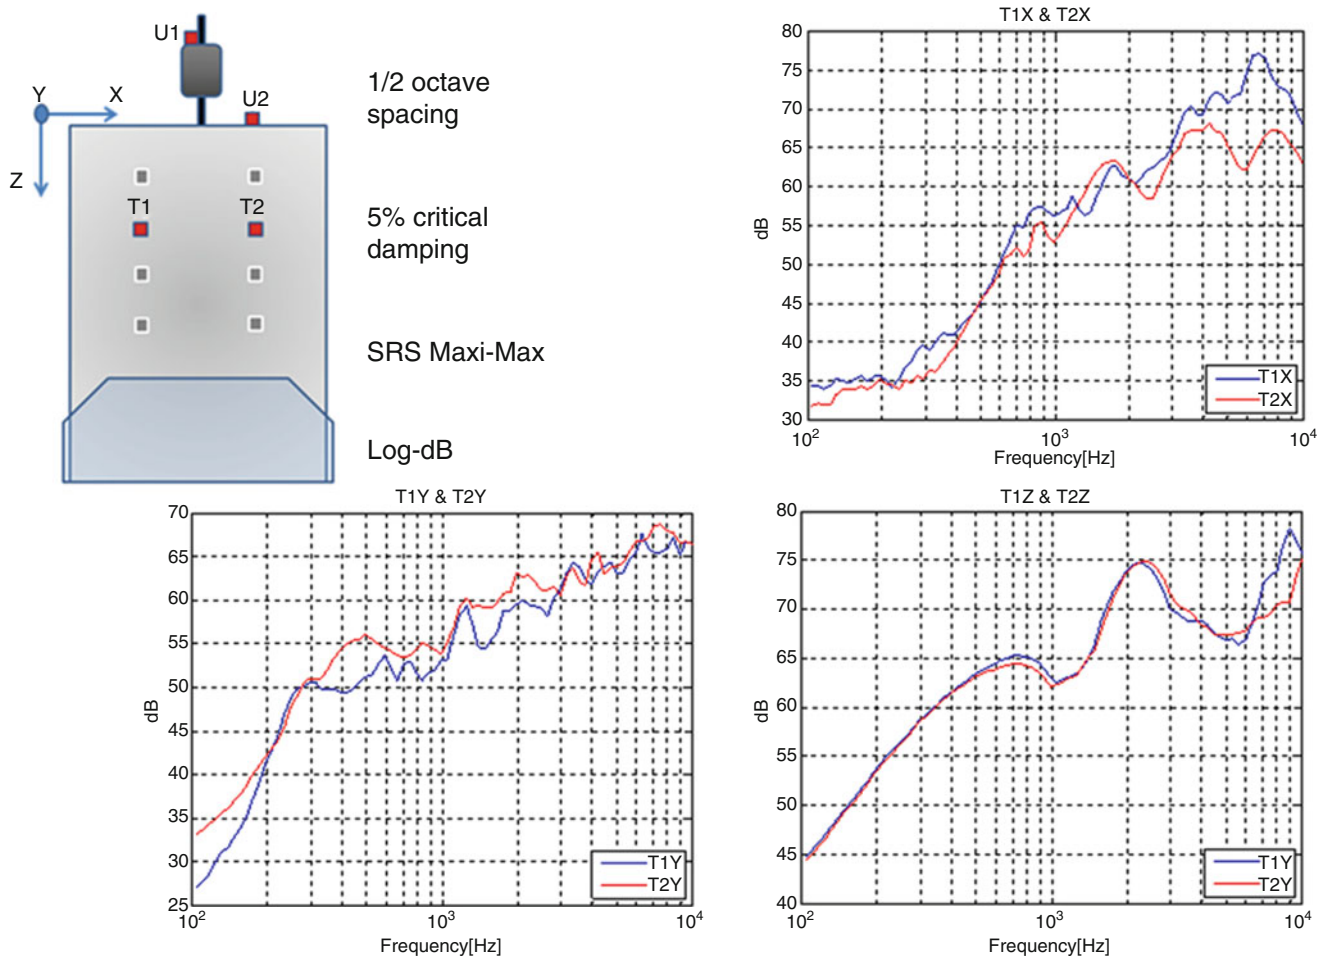 U1
Y
X
U2
Z
T1
T2
1/2 octave
spacing
5% critical
damping
SRS Maxi-Max
Log-dB
T1X & T2X
80
75
70
65
60
55
50
45
40
35
30
dB
10²
10³
10⁴
Frequency[Hz]
T1X
T2X
T1Y & T2Y
70
65
60
55
50
45
40
35
30
25
dB
10²
10³
10⁴
Frequency[Hz]
T1Y
T2Y
T1Z & T2Z
80
75
70
65
60
55
50
45
40
dB
10²
10³
10⁴
Frequency[Hz]
T1Y
T2Y